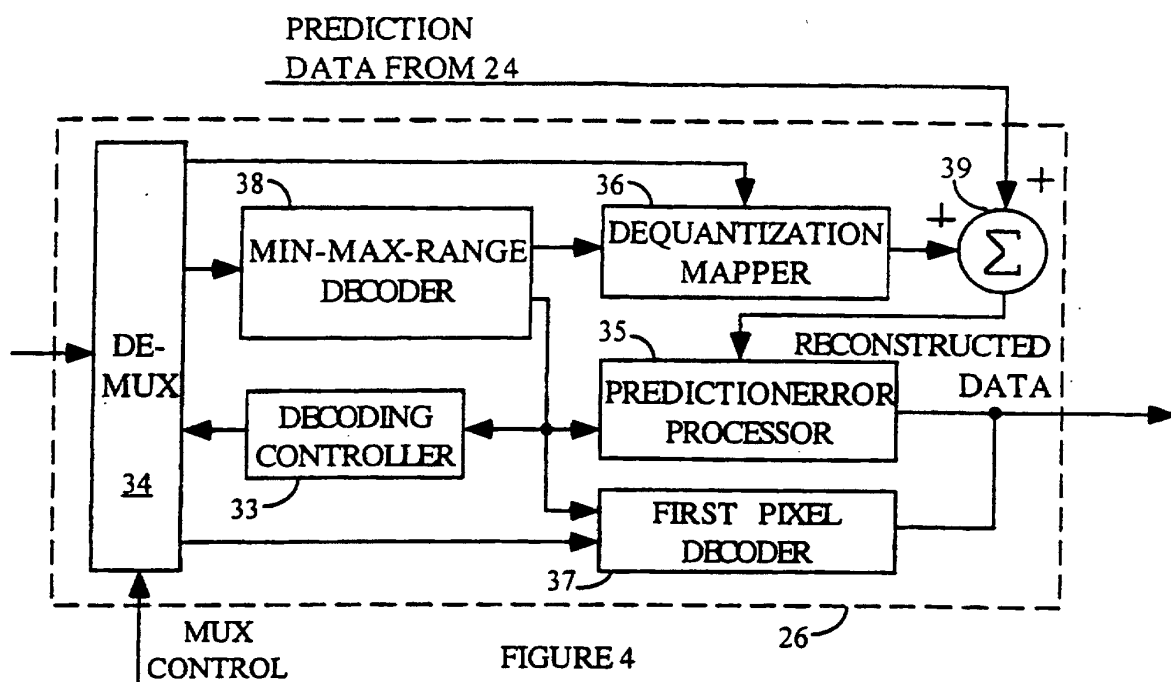 PREDICTION
DATA FROM 24
39
+
+
Σ
38
MIN-MAX-RANGE
DECODER
36
DEQUANTIZATION
MAPPER
DE-
MUX
34
DECODING
CONTROLLER
33
35
PREDICTIONERROR
PROCESSOR
RECONSTRUCTED
DATA
FIRST PIXEL
DECODER
37
26
MUX
CONTROL
FIGURE 4